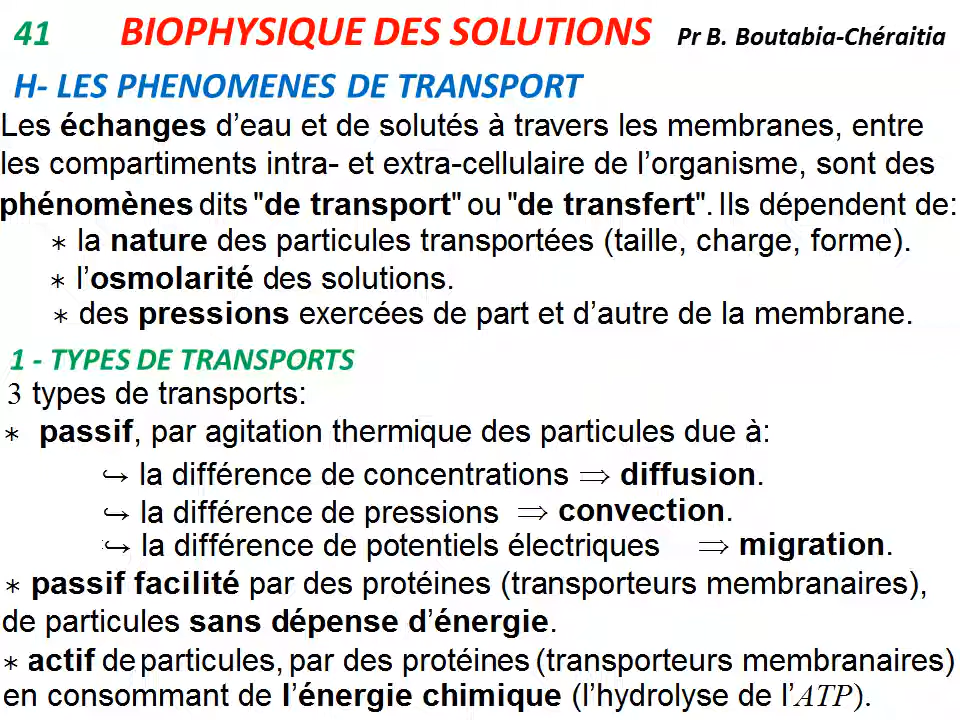 41 BIOPHYSIQUE DES SOLUTIONS Pr B. Boutabia-Chéraitia
H- LES PHENOMENES DE TRANSPORT
Les échanges d’eau et de solutés à travers les membranes, entre
les compartiments intra- et extra-cellulaire de l’organisme, sont des
phénomènes dits "de transport" ou "de transfert". Ils dépendent de:
* la nature des particules transportées (taille, charge, forme).
* l’osmolarité des solutions.
* des pressions exercées de part et d’autre de la membrane.
1 - TYPES DE TRANSPORTS
3 types de transports:
* passif, par agitation thermique des particules due à:
↪ la différence de concentrations ⟹ diffusion.
↪ la différence de pressions ⟹ convection.
↪ la différence de potentiels électriques ⟹ migration.
* passif facilité par des protéines (transporteurs membranaires),
de particules sans dépense d’énergie.
* actif de particules, par des protéines (transporteurs membranaires)
en consommant de l’énergie chimique (l’hydrolyse de l’ATP).